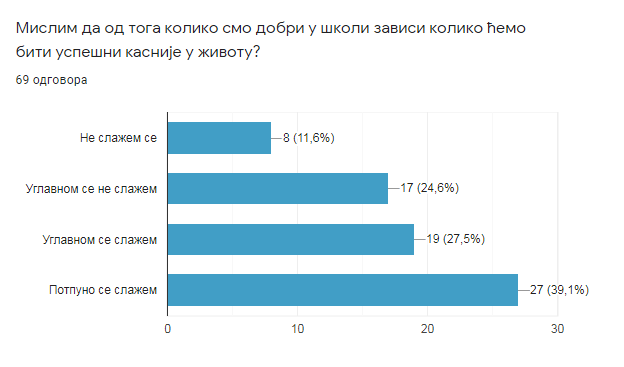 Мислим да од тога колико смо добри у школи зависи колико ћемо
бити успешни касније у животу?
69 одговора
Не слажем се
8 (11,6%)
Углавном се не слажем
17 (24,6%)
Углавном се слажем
19 (27,5%)
Потпуно се слажем
27 (39,1%)
0 10 20 30